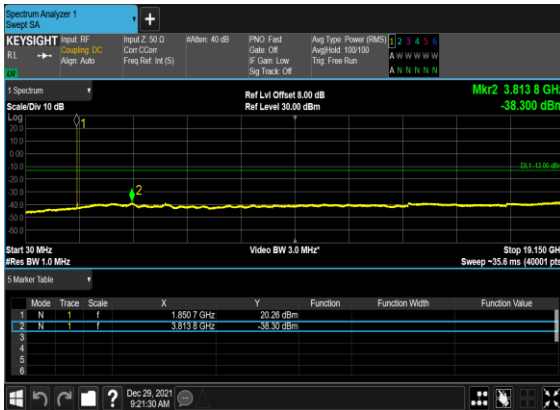 Spectrum Analyzer 1
Swept SA
KEYSIGHT Input: RF Input Z: 50 Ω #Atten: 40 dB PNO: Fast Avg Type: Power (RMS) 1 2 3 4 5 6
RL Coupling: DC Corr CCorr Gate: Off Avg|Hold: 100/100 A W W W W W
Align: Auto Freq Ref: Int (S) IF Gain: Low Trig: Free Run
Sig Track: Off A N N N N N
1 Spectrum Ref Lvl Offset 8.00 dB Mkr2 3.813 8 GHz
Scale/Div 10 dB Ref Level 30.00 dBm -38.300 dBm
Log
20.0 1
10.0
0.00
-10.0 DL1 -13.00 dBm
-20.0
-30.0
-40.0 2
-50.0
-60.0
Start 30 MHz Video BW 3.0 MHz* Stop 19.150 GHz
#Res BW 1.0 MHz Sweep ~35.6 ms (40001 pts)
5 Marker Table
Mode Trace Scale X Y Function Function Width Function Value
1 N 1 f 1.850 7 GHz 20.26 dBm
2 N 1 f 3.813 8 GHz -38.30 dBm
3
4
5
6
? Dec 29, 2021
9:21:30 AM